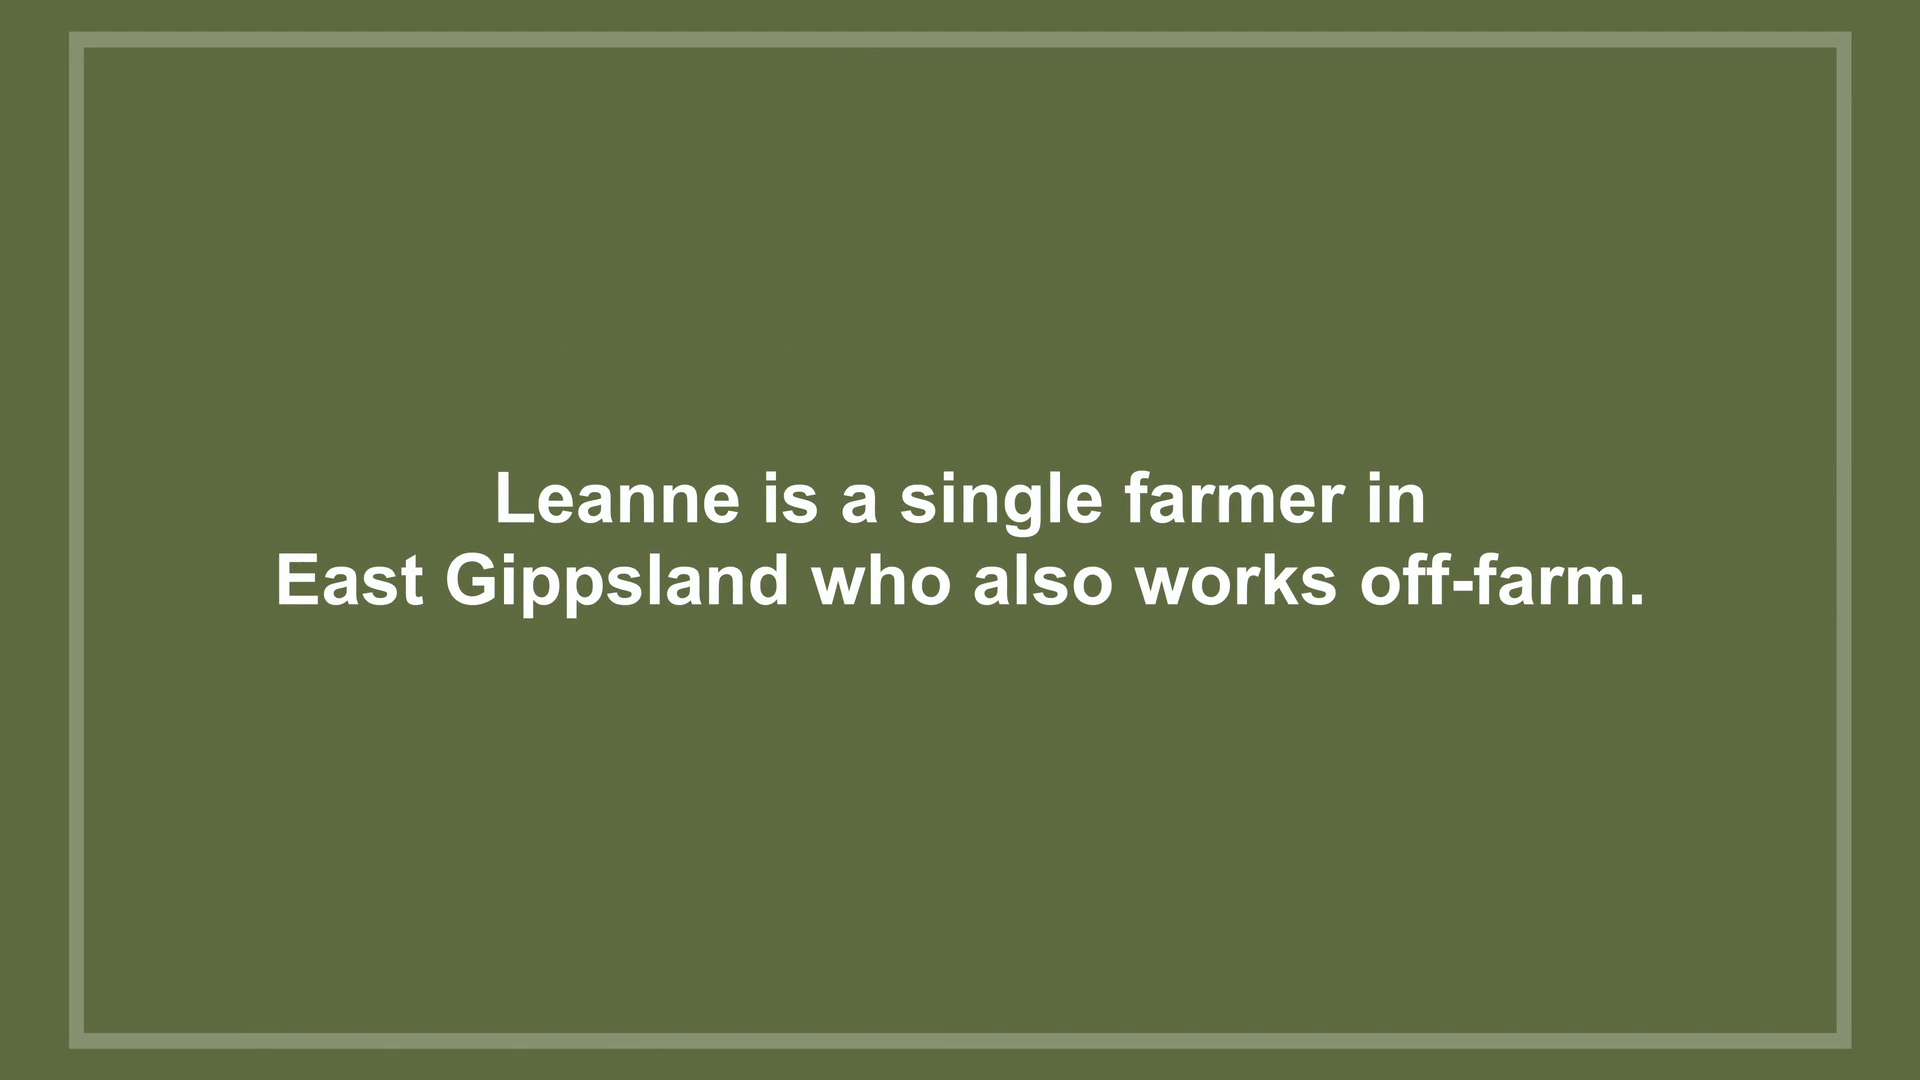 Leanne is a single farmer in
East Gippsland who also works off-farm.